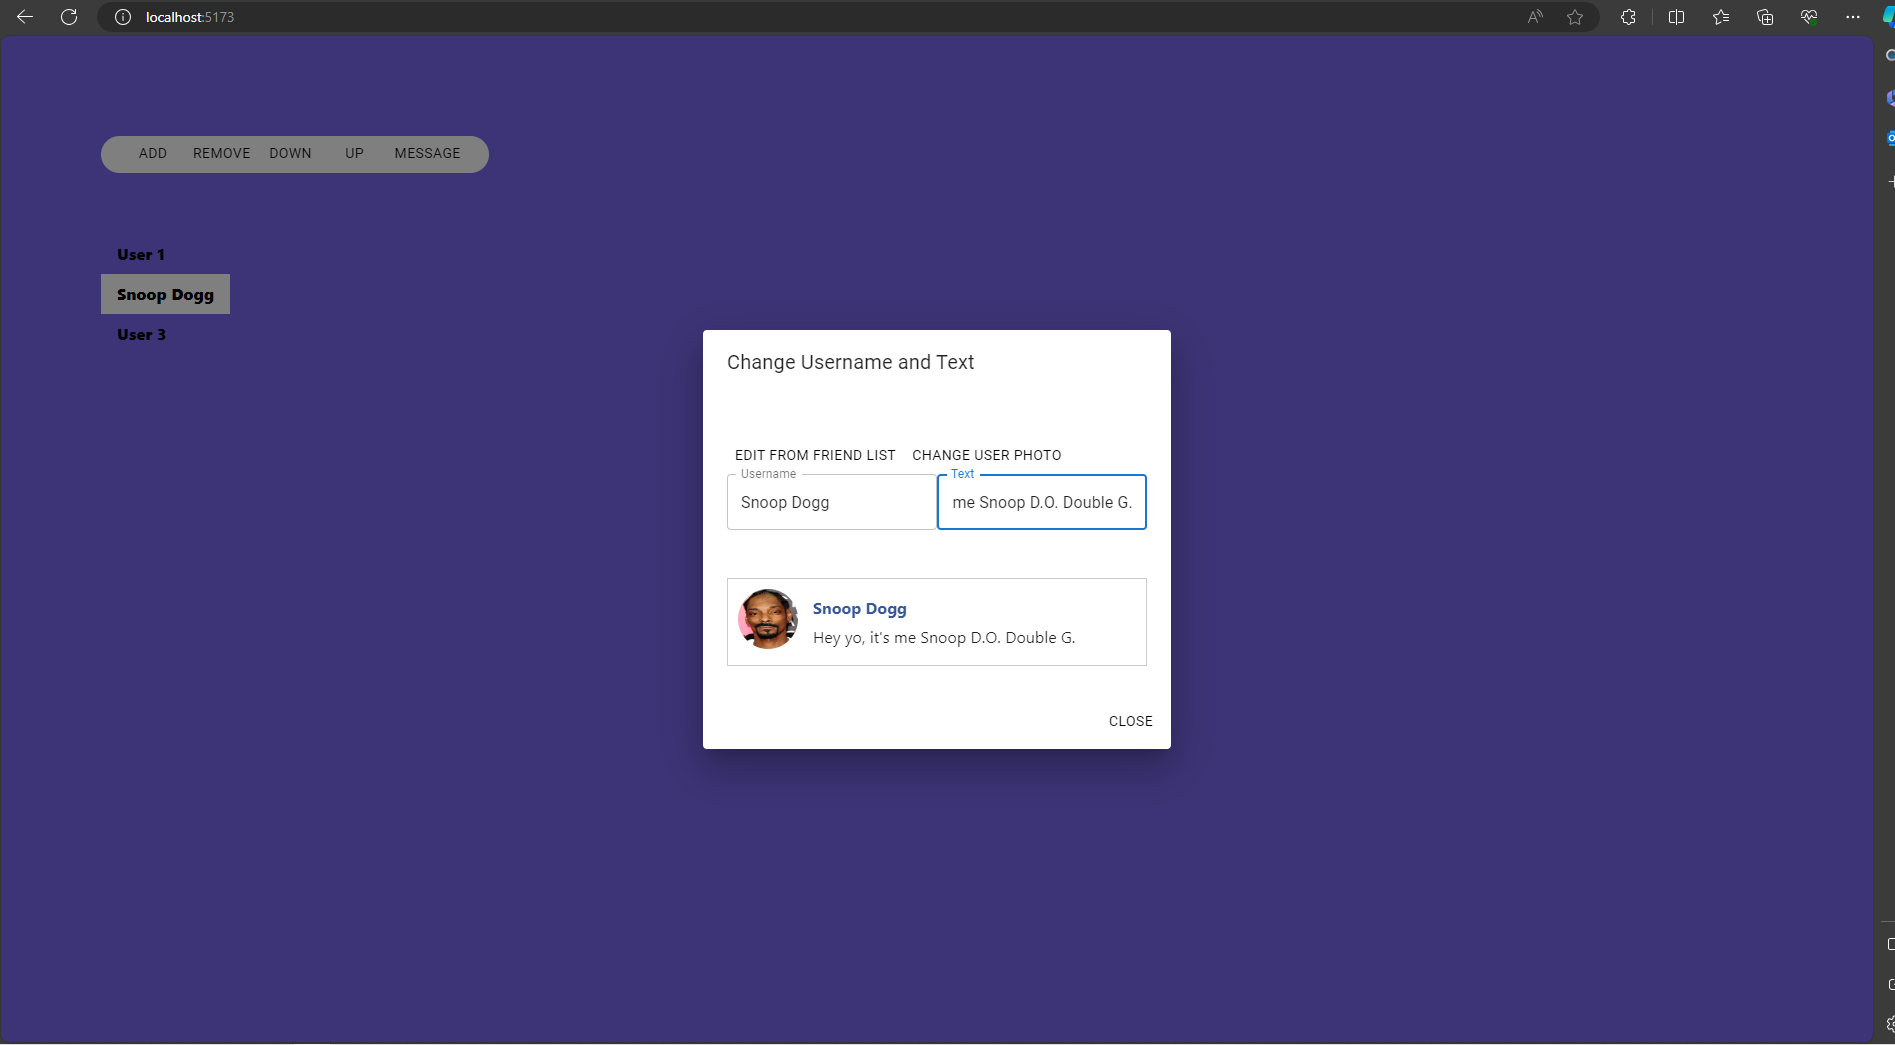 localhost:5173
ADD REMOVE DOWN UP MESSAGE
User 1
Snoop Dogg
User 3
Change Username and Text
EDIT FROM FRIEND LIST CHANGE USER PHOTO
Username Text
Snoop Dogg me Snoop D.O. Double G.
Snoop Dogg
Hey yo, it's me Snoop D.O. Double G.
CLOSE